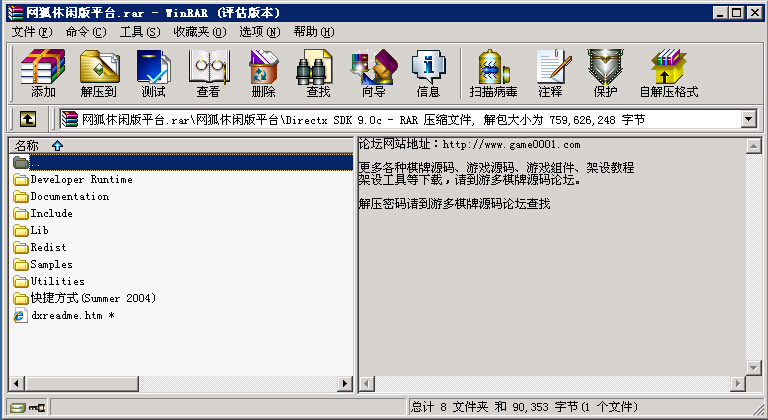 网狐休闲版平台.rar - WinRAR (评估版本)
文件(F) 命令(C) 工具(S) 收藏夹(O) 选项(N) 帮助(H)
添加 解压到 测试 查看 删除 查找 向导 信息 扫描病毒 注释 保护 自解压格式
网狐休闲版平台.rar\网狐休闲版平台\Directx SDK 9.0c - RAR 压缩文件, 解包大小为 759,626,248 字节
名称
..
Developer Runtime
Documentation
Include
Lib
Redist
Samples
Utilities
快捷方式(Summer 2004)
dxreadme.htm *
论坛网站地址：http://www.game0001.com
更多各种棋牌源码、游戏源码、游戏组件、架设教程
架设工具等下载，请到游多棋牌源码论坛。
解压密码请到游多棋牌源码论坛查找
总计 8 文件夹 和 90,353 字节(1 个文件)